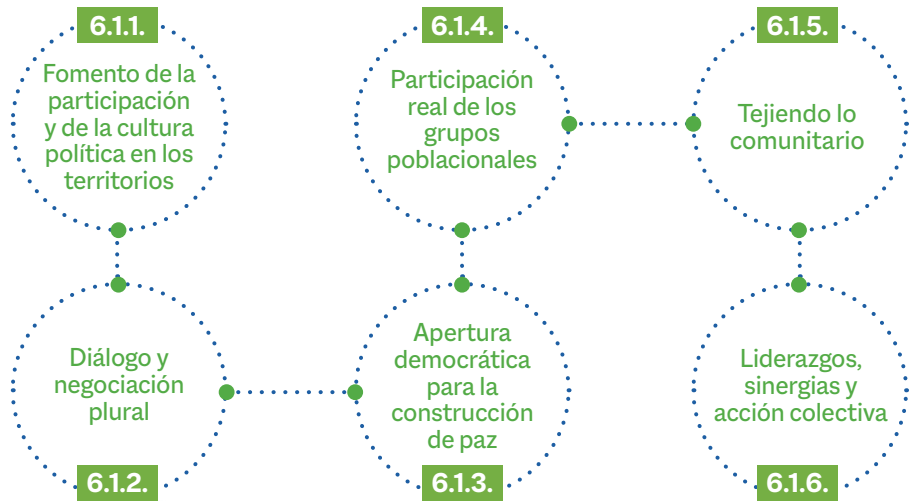 6.1.1.
Fomento de la
participación
y de la cultura
política en los
territorios
Diálogo y
negociación
plural
6.1.2.
Apertura
democrática
para la
construcción
de paz
6.1.3.
6.1.4.
Participación
real de los
grupos
poblacionales
6.1.5.
Tejiendo lo
comunitario
Liderazgos,
sinergias y
acción colectiva
6.1.6.